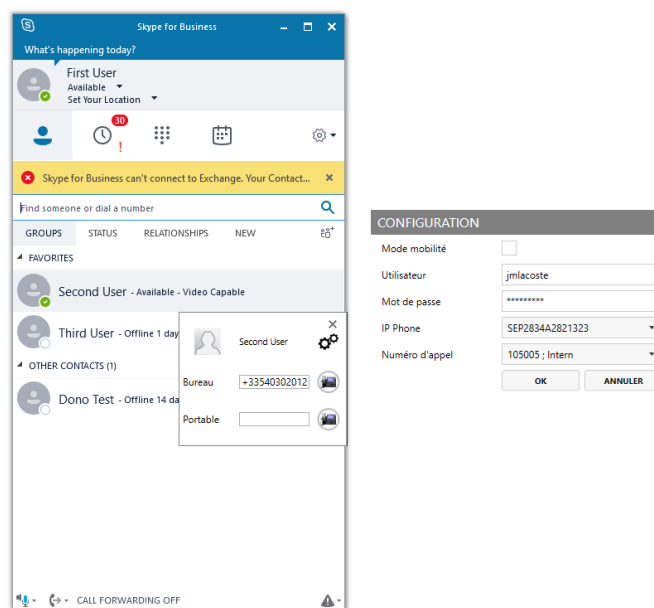 Skype for Business
What's happening today?
First User
Available
Set Your Location
30
!
Skype for Business can't connect to Exchange. Your Contact...
Find someone or dial a number
GROUPS STATUS RELATIONSHIPS NEW
FAVORITES
Second User - Available - Video Capable
Third User - Offline 1 day
OTHER CONTACTS (1)
Dono Test - Offline 14 da
Second User
Bureau +33540302012
Portable
CALL FORWARDING OFF
CONFIGURATION
Mode mobilité
Utilisateur jmlacoste
Mot de passe *********
IP Phone SEP2834A2821323
Numéro d'appel 105005 ; Intern
OK ANNULER